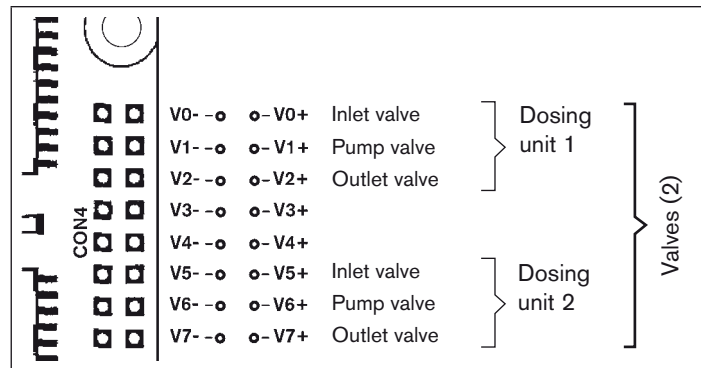 V0- V0+ Inlet valve
V1- V1+ Pump valve
V2- V2+ Outlet valve
V3- V3+
V4- V4+
V5- V5+ Inlet valve
V6- V6+ Pump valve
V7- V7+ Outlet valve
CON4
Dosing
unit 1
Dosing
unit 2
Valves (2)